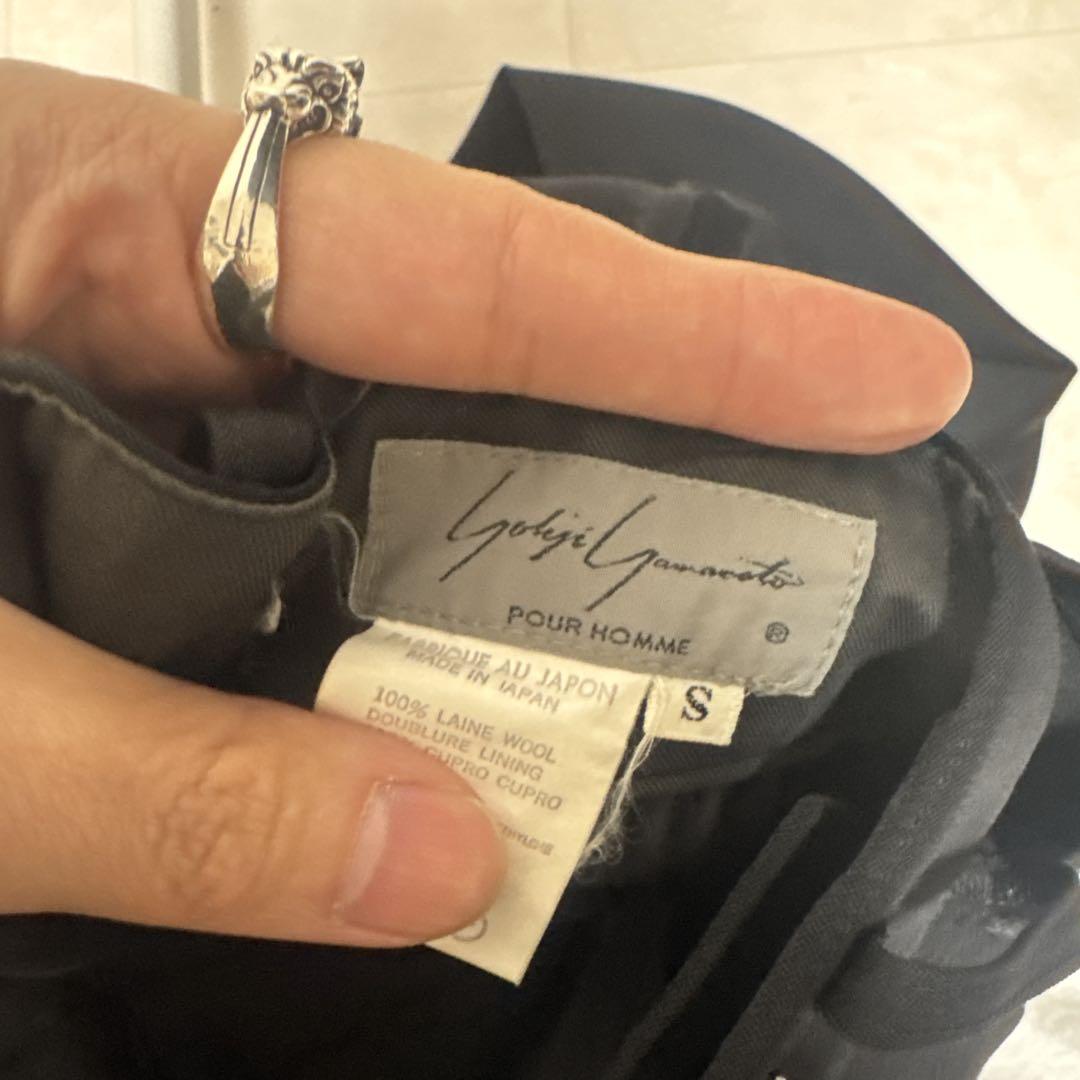 Yohji Yamamoto
POUR HOMME ®
FABRIQUE AU JAPON
MADE IN JAPAN
S
100% LAINE WOOL
DOUBLURE LINING
CUPRO CUPRO